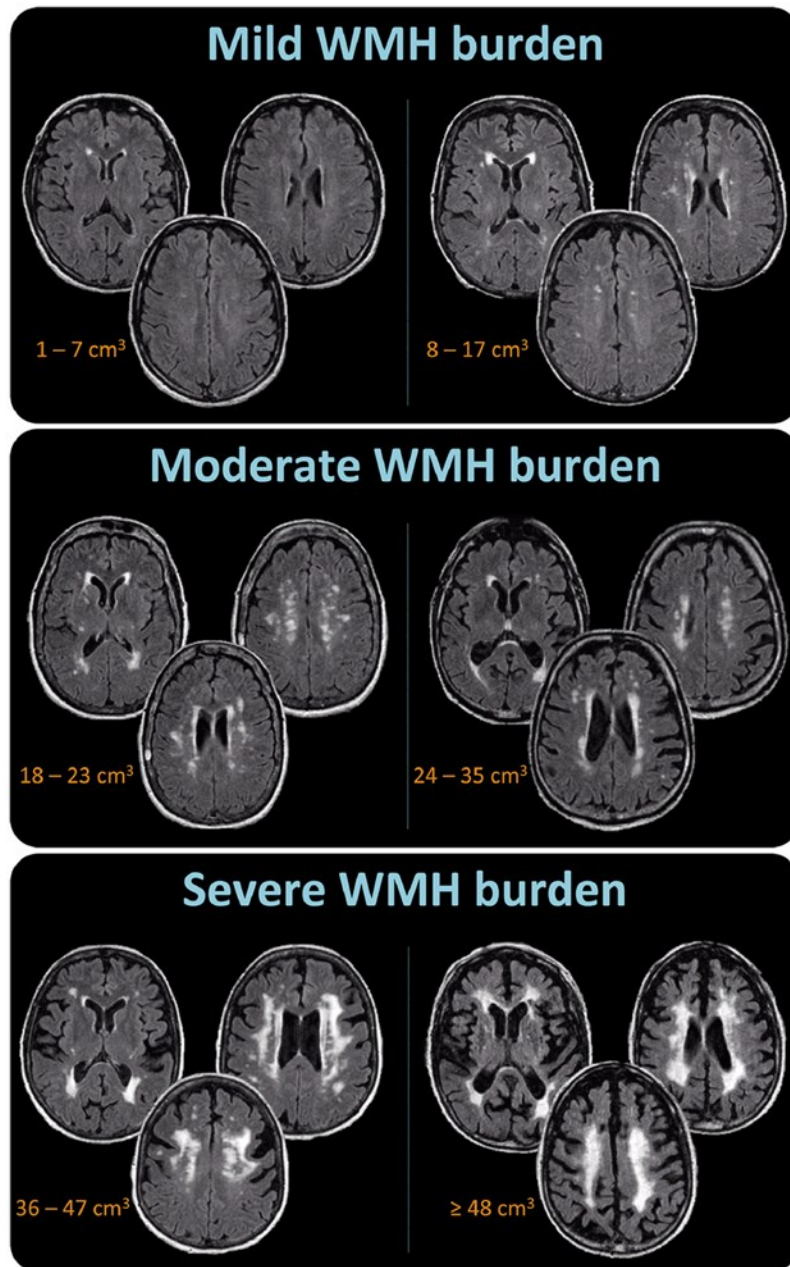 Mild WMH burden
1 – 7 cm³
8 – 17 cm³
Moderate WMH burden
18 – 23 cm³
24 – 35 cm³
Severe WMH burden
36 – 47 cm³
≥ 48 cm³